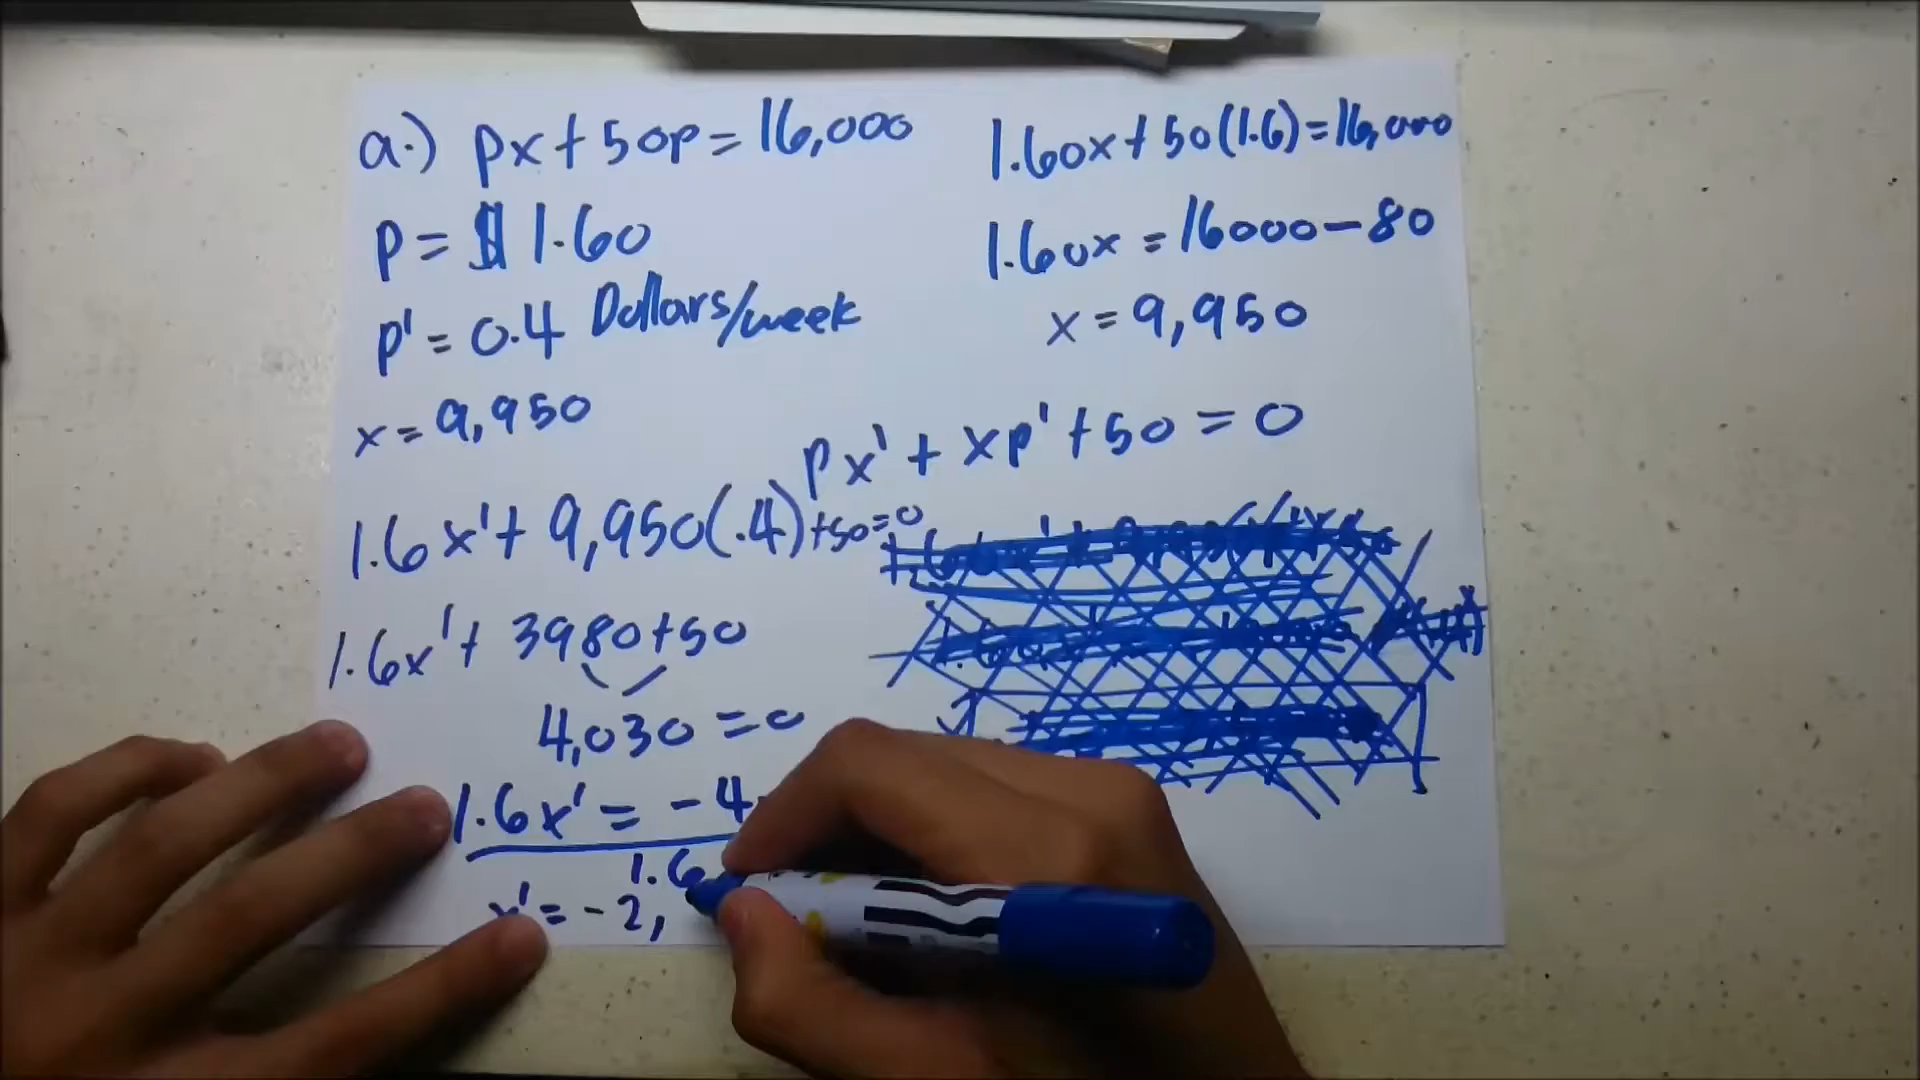 a.) px + 50p = 16,000
p = $ 1.60
p' = 0.4 Dollars/week
x = 9,950
1.60x + 50(1.6) = 16,000
1.60x = 16000 - 80
x = 9,950
px' + xp' + 50 = 0
1.6x' + 9,950(.4) +50=0
1.6x' + 3980+50
4,030 = 0
1.6x' = -4
1.6
x' = -2,